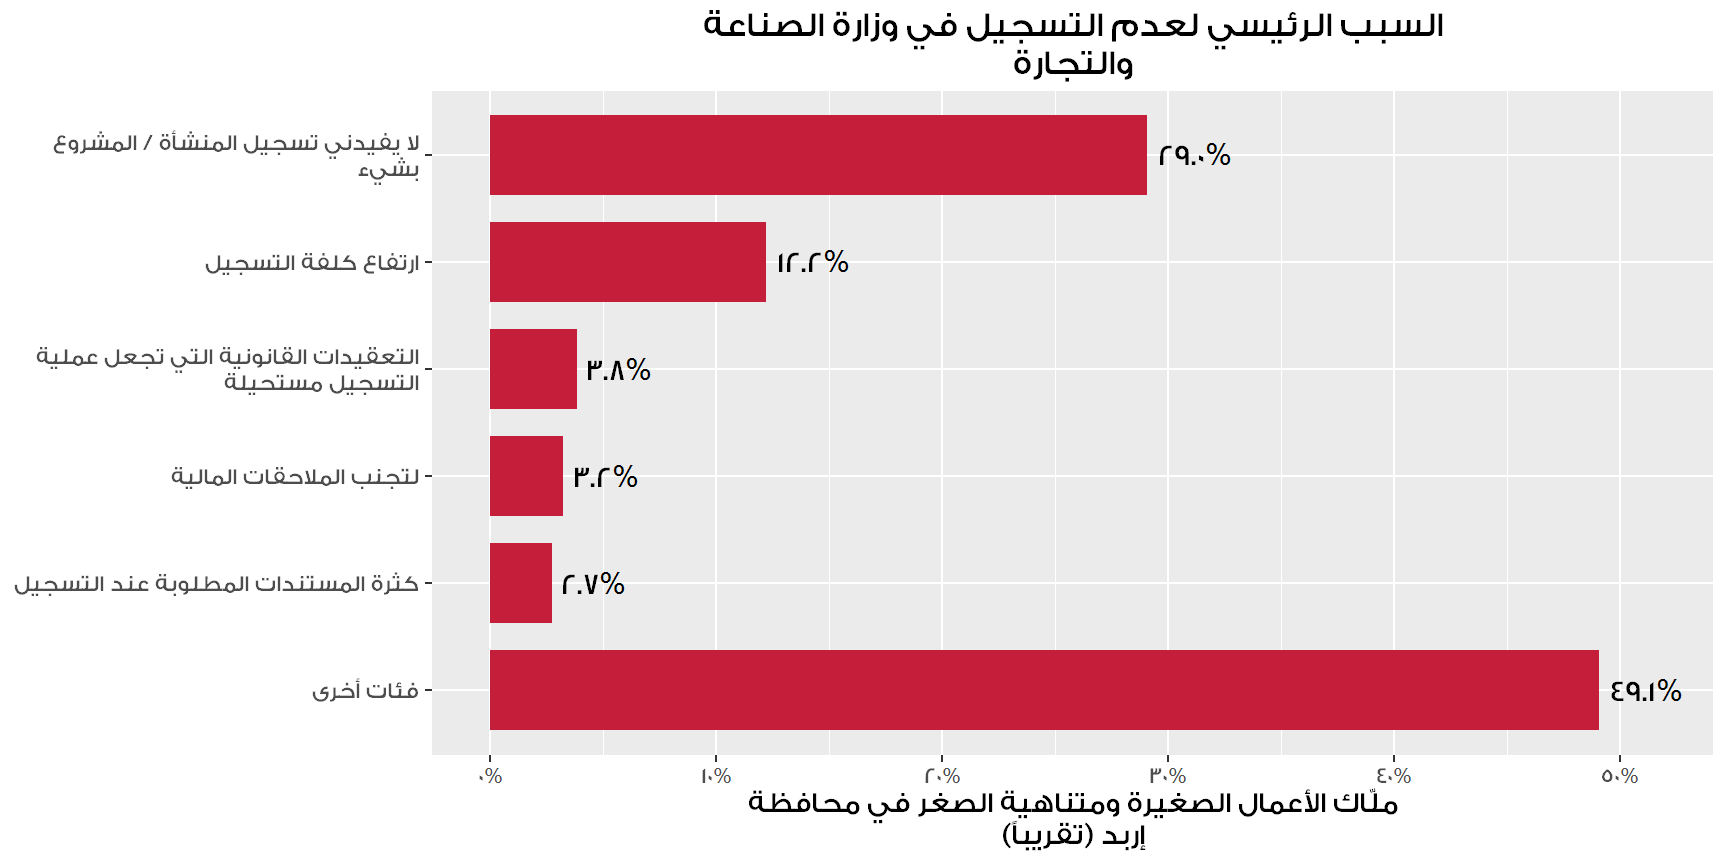 السبب الرئيسي لعدم التسجيل في وزارة الصناعة
والتجارة
لا يفيدني تسجيل المنشأة / المشروع
بشيء
٢٩.٠%
ارتفاع كلفة التسجيل
١٢.٢%
التعقيدات القانونية التي تجعل عملية
التسجيل مستحيلة
٣.٨%
لتجنب الملاحقات المالية
٣.٢%
كثرة المستندات المطلوبة عند التسجيل
٢.٧%
فئات أخرى
٤٩.١%
٠% ١٠% ٢٠% ٣٠% ٤٠% ٥٠%
ملّاك الأعمال الصغيرة ومتناهية الصغر في محافظة
إربد (تقريباً)